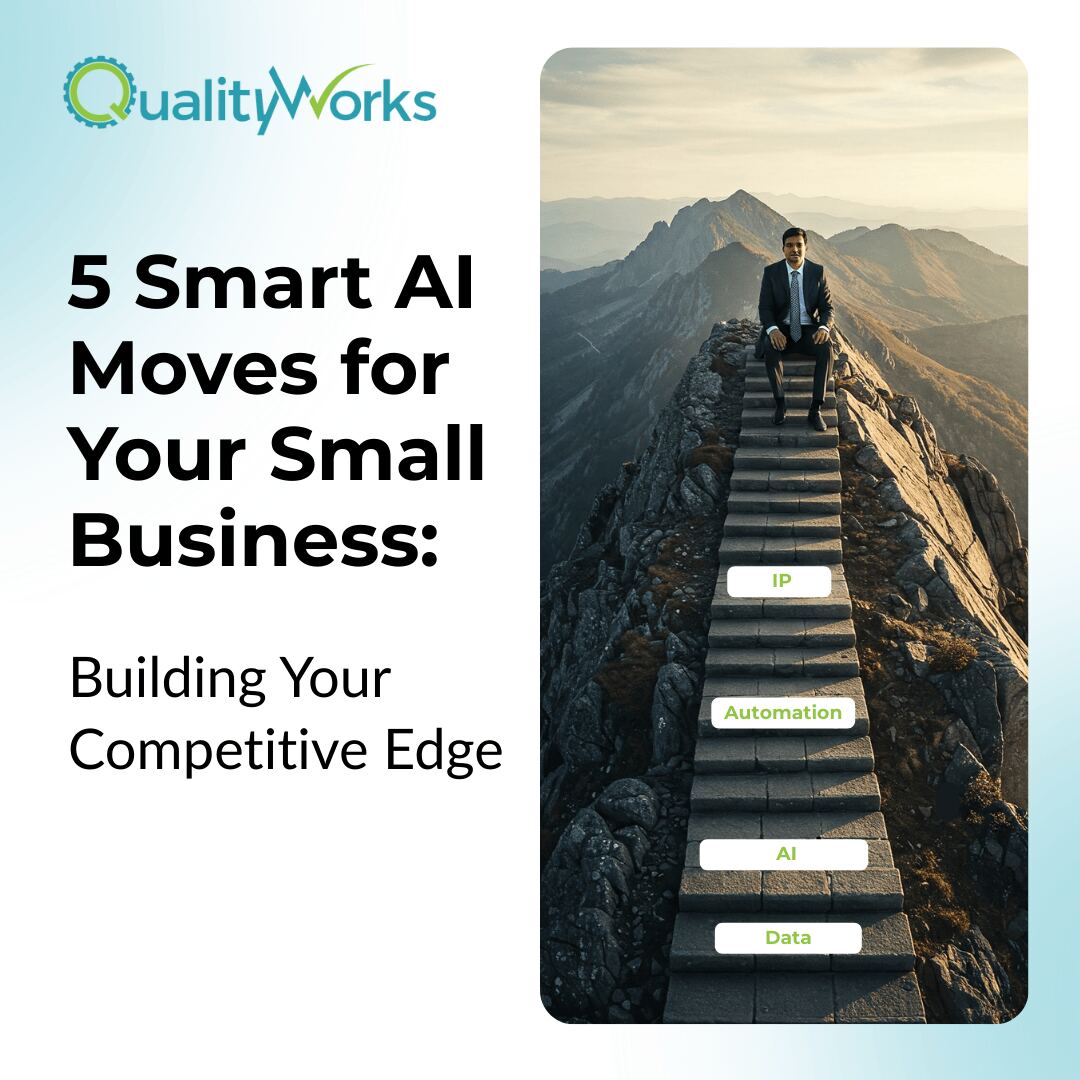 QualityWorks
5 Smart AI
Moves for
Your Small
Business:
Building Your
Competitive Edge
IP
Automation
AI
Data